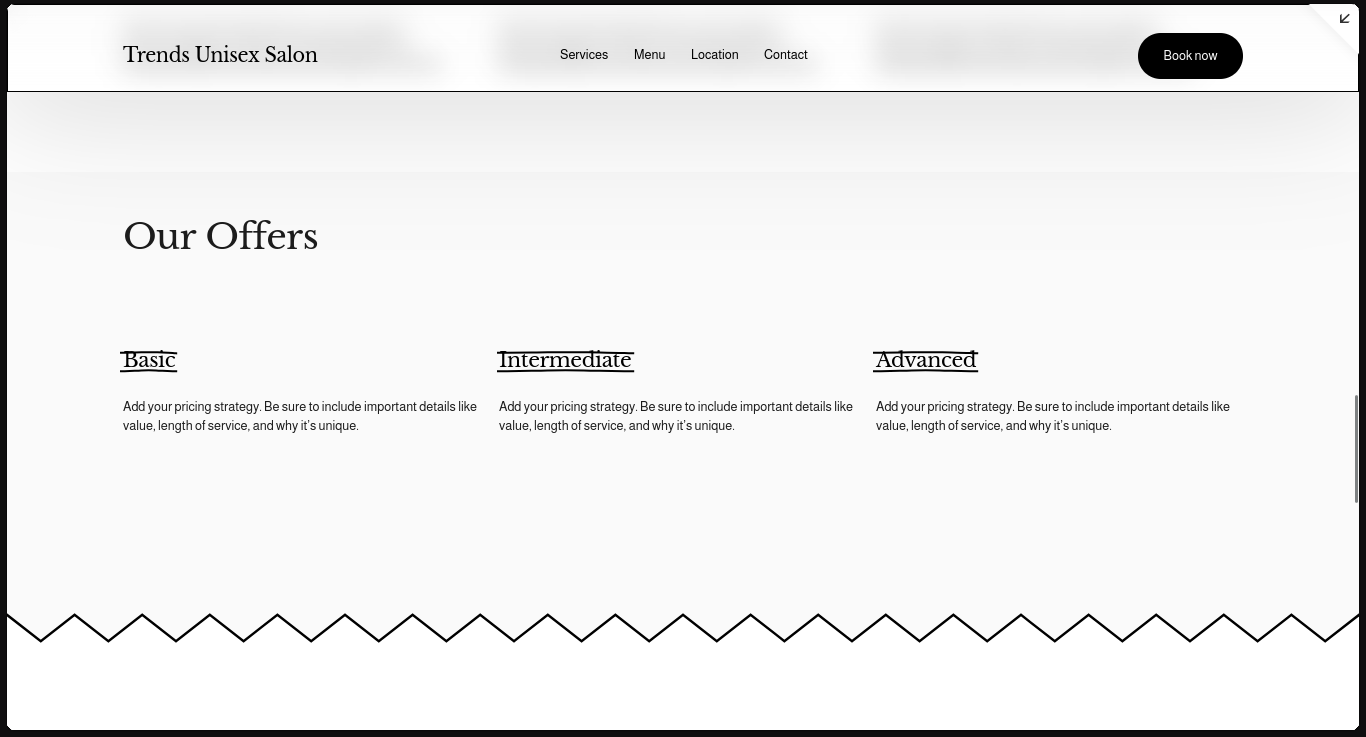 Trends Unisex Salon
Services Menu Location Contact
Book now
Our Offers
Basic
Add your pricing strategy. Be sure to include important details like
value, length of service, and why it's unique.
Intermediate
Add your pricing strategy. Be sure to include important details like
value, length of service, and why it's unique.
Advanced
Add your pricing strategy. Be sure to include important details like
value, length of service, and why it's unique.